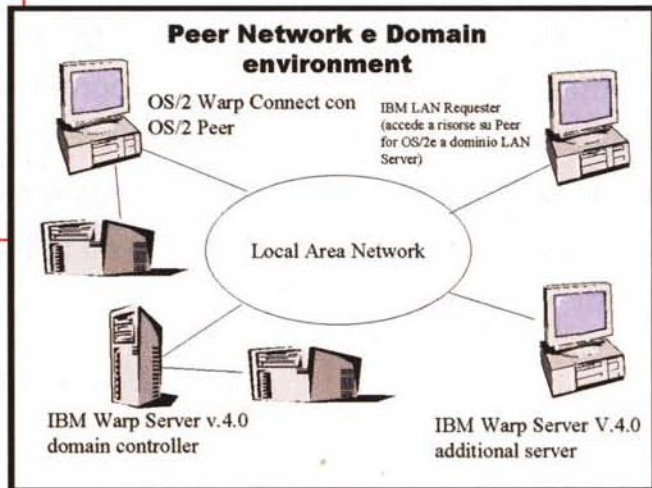 Peer Network e Domain
environment
OS/2 Warp Connect con
OS/2 Peer
IBM LAN Requester
(accede a risorse su Peer
for OS/2e a dominio LAN
Server)
Local Area Network
IBM Warp Server v.4.0
domain controller
IBM Warp Server V.4.0
additional server